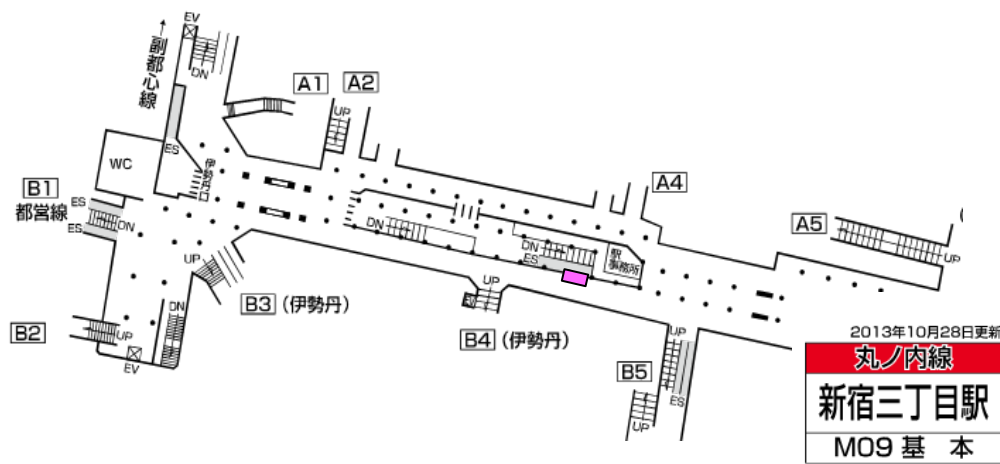 EV
←副都心線
DN
A1
A2
UP
ES
WC
伊勢丹口
B1
都営線
ES
ES
DN
A4
A5
UP
DN
DN
ES
駅
事務所
UP
B3(伊勢丹)
DN
UP
EV
B4(伊勢丹)
B2
UP
EV
UP
B5
ES
UP
2013年10月28日更新
丸ノ内線
新宿三丁目駅
M09 基 本